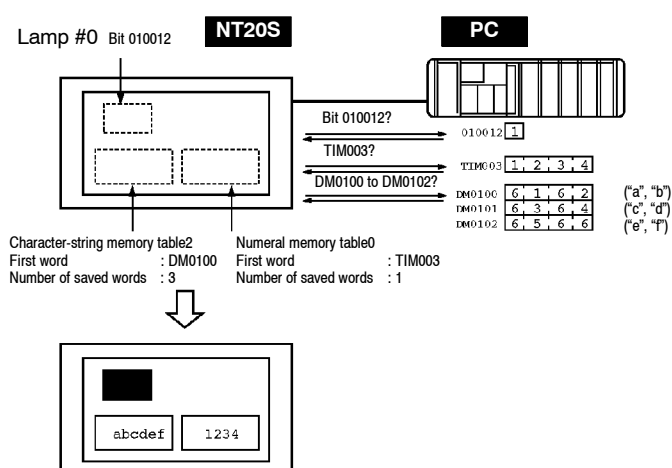 Lamp #0 Bit 010012 NT20S PC
Bit 010012?
010012 1
TIM003?
TIM003 1 2 3 4
DM0100 to DM0102?
DM0100 6 1 6 2 ("a", "b")
DM0101 6 3 6 4 ("c", "d")
DM0102 6 5 6 6 ("e", "f")
Character-string memory table2 Numeral memory table0
First word : DM0100 First word : TIM003
Number of saved words : 3 Number of saved words : 1
abcdef 1234